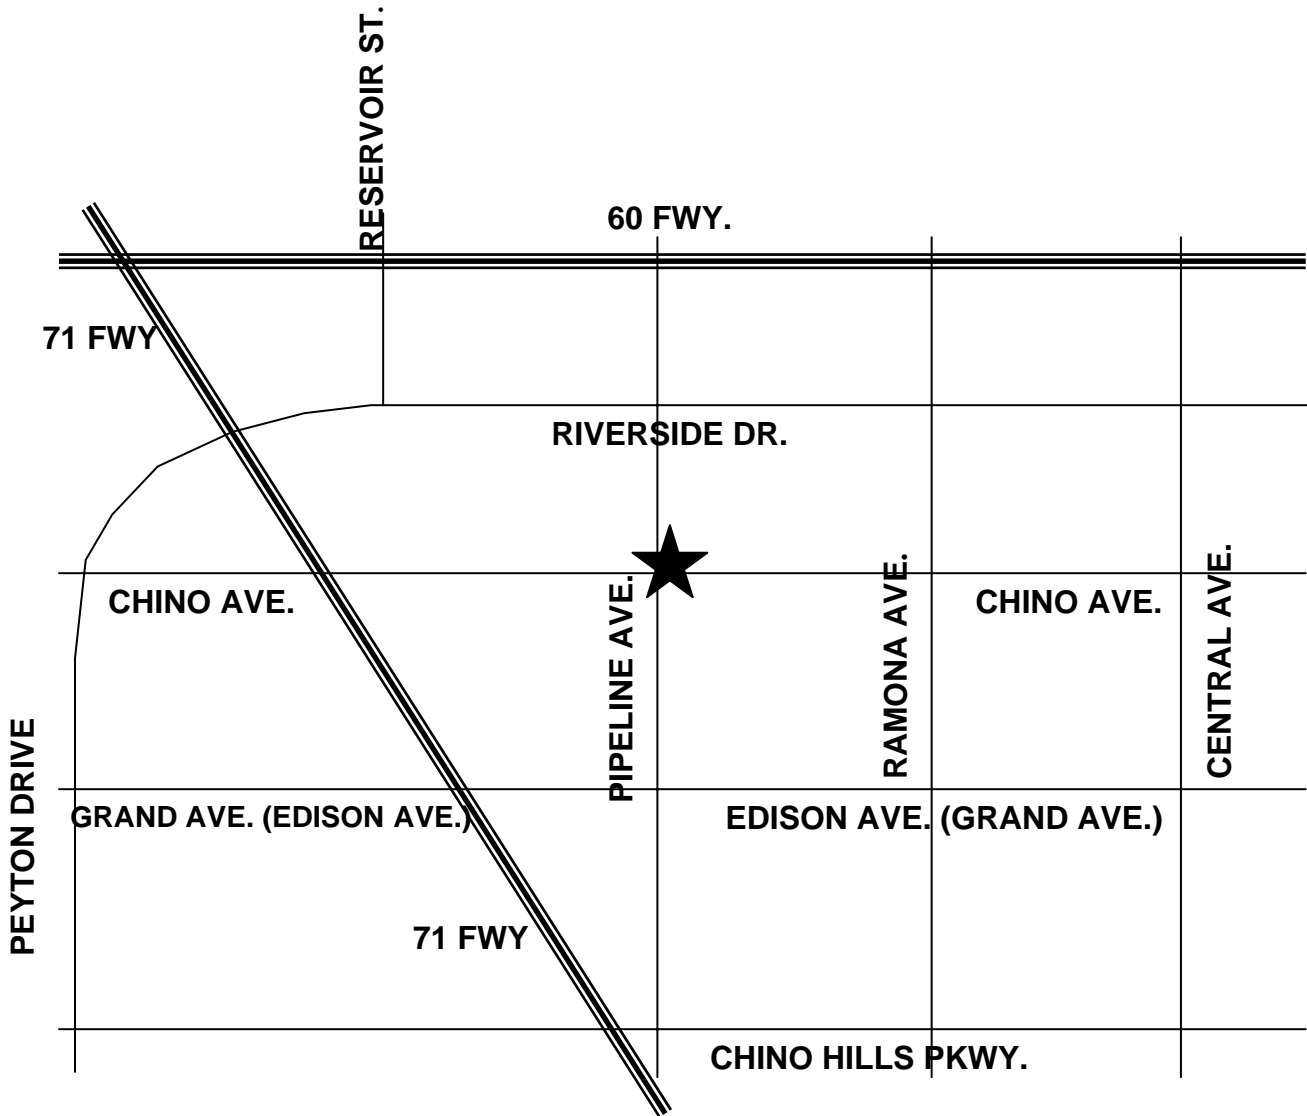 RESERVOIR ST.
60 FWY.
71 FWY
RIVERSIDE DR.
CHINO AVE.
PIPELINE AVE.
RAMONA AVE.
CHINO AVE.
CENTRAL AVE.
PEYTON DRIVE
GRAND AVE. (EDISON AVE.)
EDISON AVE. (GRAND AVE.)
71 FWY
CHINO HILLS PKWY.